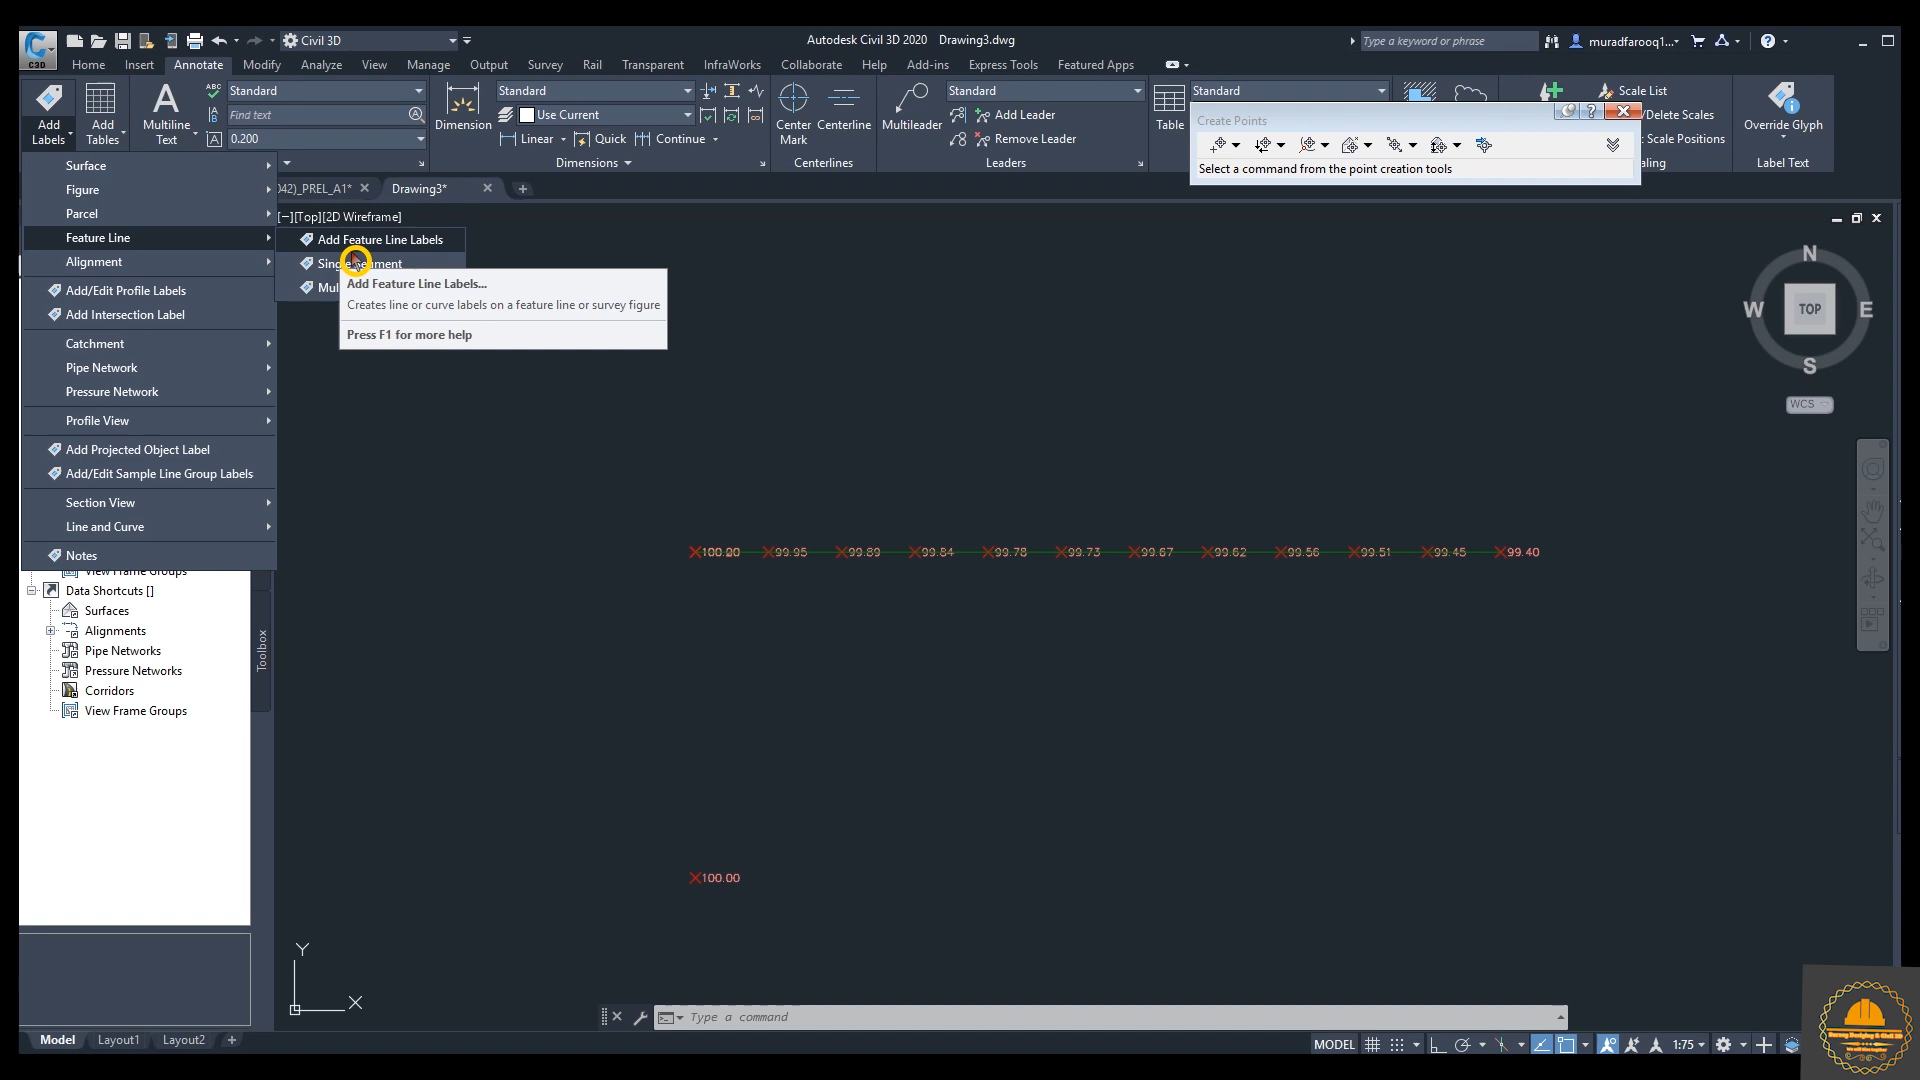 Civil 3D
Autodesk Civil 3D 2020 Drawing3.dwg
Type a keyword or phrase
muradfarooq1...
C3D
Home Insert Annotate Modify Analyze View Manage Output Survey Rail Transparent InfraWorks Collaborate Help Add-ins Express Tools Featured Apps
Add Labels
Add Tables
Multiline Text
ABC
Standard
Find text
0.200
Dimension
Standard
Use Current
Linear Quick Continue
Dimensions
Center Mark
Centerline
Centerlines
Multileader
Standard
Add Leader
Remove Leader
Leaders
Table
Standard
Scale List
/Delete Scales
Scale Positions
Override Glyph
Label Text
Create Points
Select a command from the point creation tools
042)_PREL_A1*
Drawing3*
[−][Top][2D Wireframe]
Surface
Figure
Parcel
Feature Line
Alignment
Add/Edit Profile Labels
Add Intersection Label
Catchment
Pipe Network
Pressure Network
Profile View
Add Projected Object Label
Add/Edit Sample Line Group Labels
Section View
Line and Curve
Notes
Add Feature Line Labels
Add Feature Line Labels...
Creates line or curve labels on a feature line or survey figure
Press F1 for more help
View Frame Groups
Data Shortcuts []
Surfaces
Alignments
Pipe Networks
Pressure Networks
Corridors
View Frame Groups
Toolbox
N
W
TOP
E
S
WCS
99.95 99.89 99.84 99.78 99.73 99.67 99.62 99.56 99.51 99.45 99.40
100.00
Y
X
Type a command
Model Layout1 Layout2
MODEL
1:75